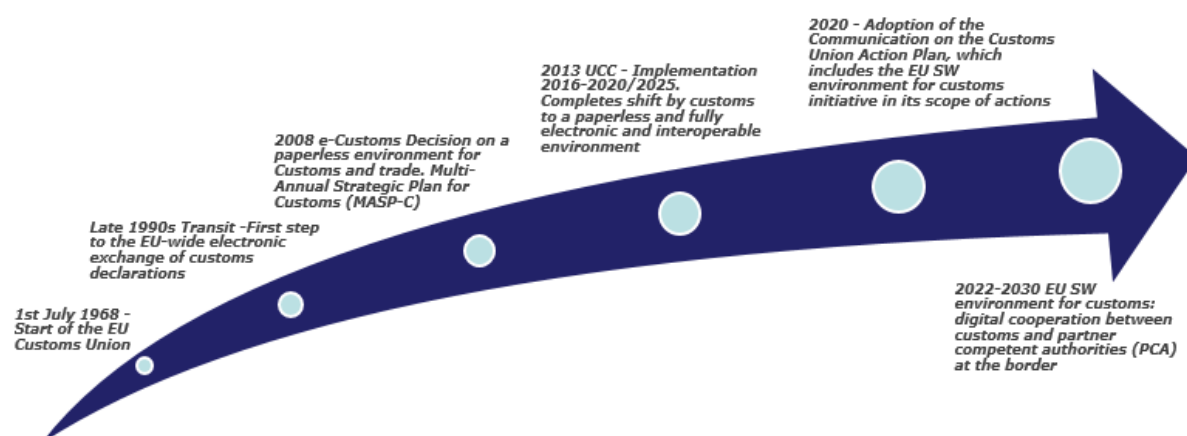 1st July 1968 -
Start of the EU
Customs Union
Late 1990s Transit -First step
to the EU-wide electronic
exchange of customs
declarations
2008 e-Customs Decision on a
paperless environment for
Customs and trade. Multi-
Annual Strategic Plan for
Customs (MASP-C)
2013 UCC - Implementation
2016-2020/2025.
Completes shift by customs
to a paperless and fully
electronic and interoperable
environment
2020 - Adoption of the
Communication on the Customs
Union Action Plan, which
includes the EU SW
environment for customs
initiative in its scope of actions
2022-2030 EU SW
environment for customs:
digital cooperation between
customs and partner
competent authorities (PCA)
at the border